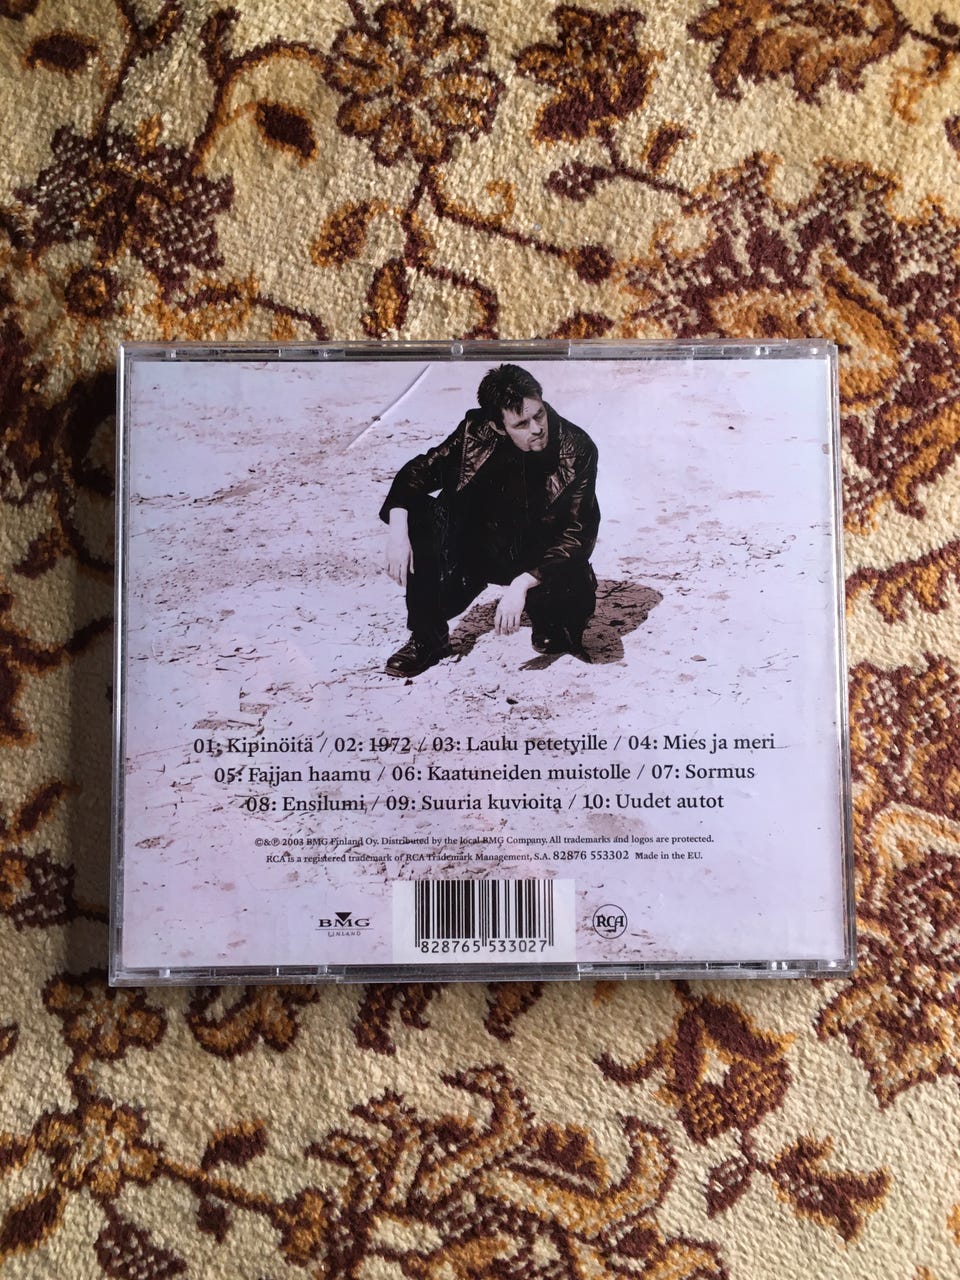 01: Kipinöitä / 02: 1972 / 03: Laulu petetyille / 04: Mies ja meri
05: Faijan haamu / 06: Kaatuneiden muistolle / 07: Sormus
08: Ensilumi / 09: Suuria kuvioita / 10: Uudet autot
©&℗ 2003 BMG Finland Oy. Distributed by the local BMG Company. All trademarks and logos are protected.
RCA is a registered trademark of RCA Trademark Management, S.A. 82876 553302 Made in the EU.
BMG
FINLAND
828765 533027
RCA